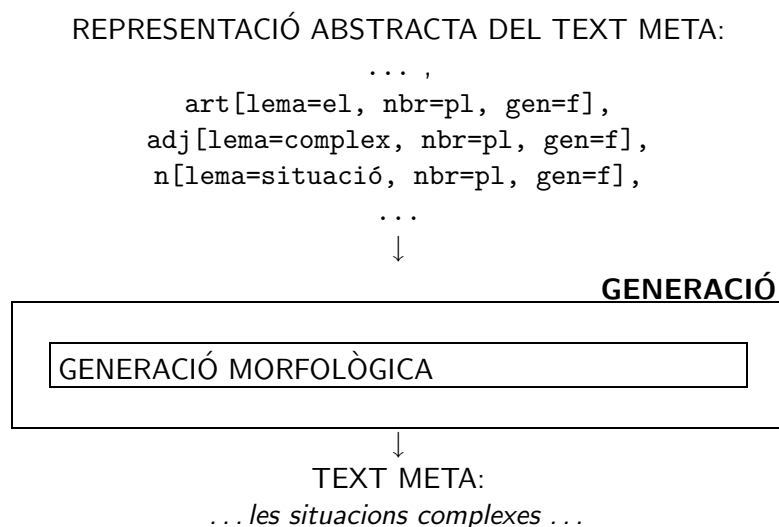 REPRESENTACIÓ ABSTRACTA DEL TEXT META:
... ,
art[lema=el, nbr=pl, gen=f],
adj[lema=complex, nbr=pl, gen=f],
n[lema=situació, nbr=pl, gen=f],
...
↓
GENERACIÓ
GENERACIÓ MORFOLÒGICA
↓
TEXT META:
... les situacions complexes ...